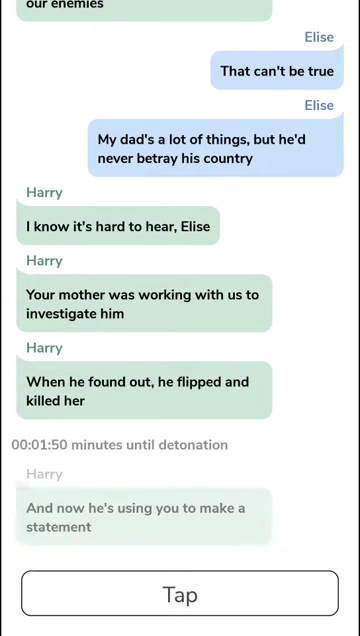 our enemies
Elise
That can't be true
Elise
My dad's a lot of things, but he'd
never betray his country
Harry
I know it's hard to hear, Elise
Harry
Your mother was working with us to
investigate him
Harry
When he found out, he flipped and
killed her
00:01:50 minutes until detonation
Harry
And now he's using you to make a
statement
Tap